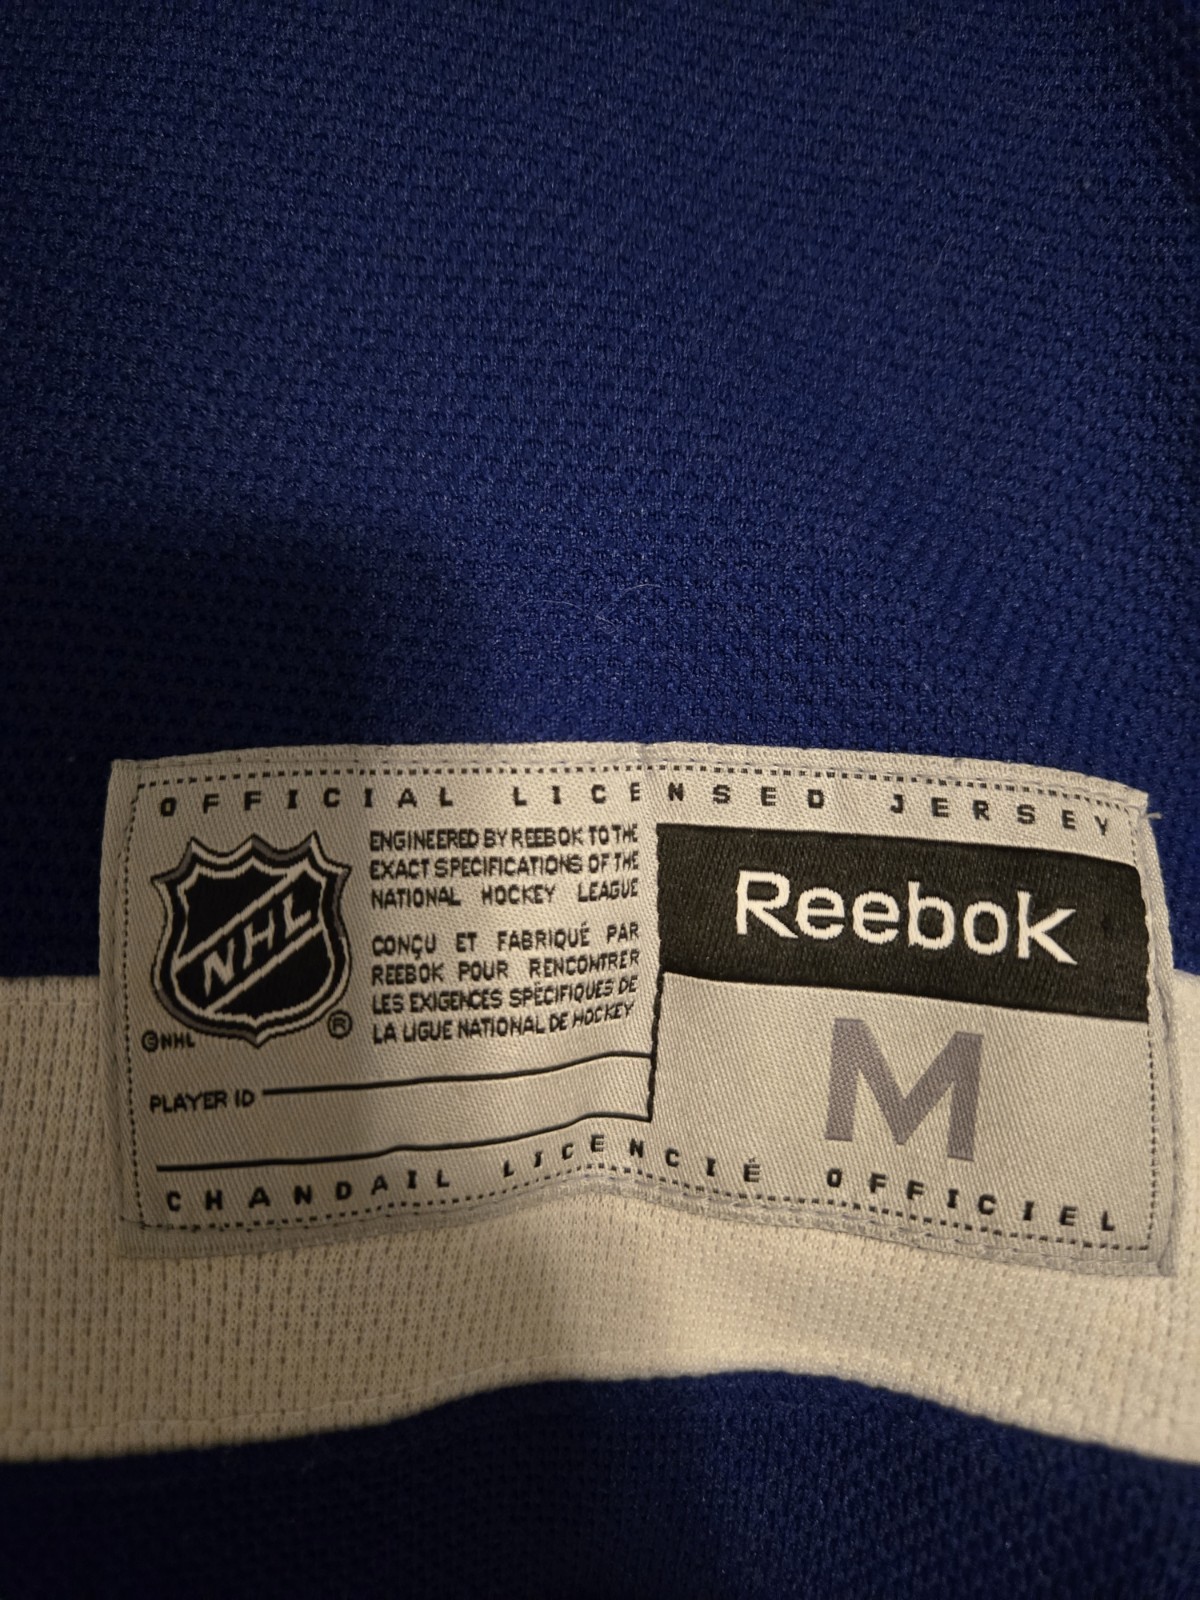 OFFICIAL LICENSED JERSEY
NHL
©NHL ®
ENGINEERED BY REEBOK TO THE
EXACT SPECIFICATIONS OF THE
NATIONAL HOCKEY LEAGUE
CONÇU ET FABRIQUÉ PAR
REEBOK POUR RENCONTRER
LES EXIGENCES SPÉCIFIQUES DE
LA LIGUE NATIONAL DE HOCKEY
PLAYER ID
Reebok
M
CHANDAIL LICENCIÉ OFFICIEL